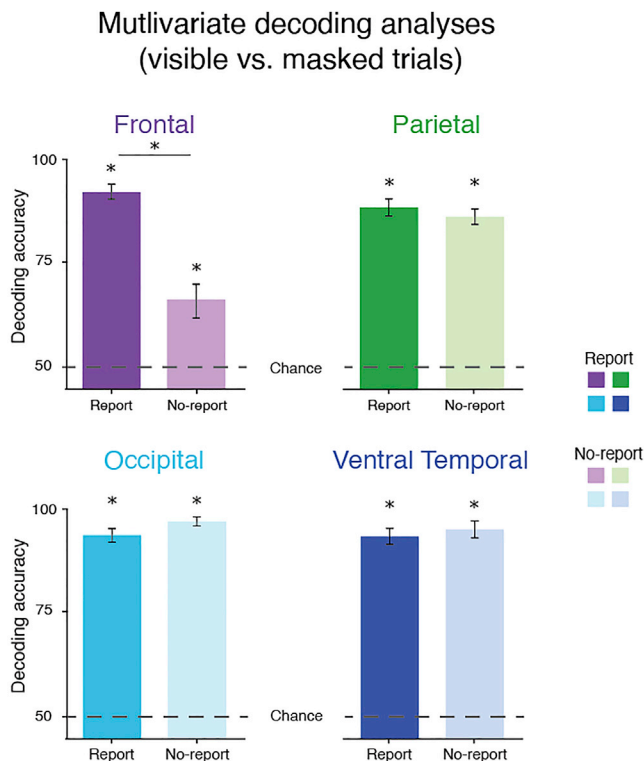 Mutlivariate decoding analyses
(visible vs. masked trials)
Frontal
Parietal
100
75
50
Decoding accuracy
*
*
*
*
*
Chance
Report
No-report
Report
No-report
Report
No-report
Occipital
Ventral Temporal
100
75
50
Decoding accuracy
*
*
*
*
Chance
Report
No-report
Report
No-report